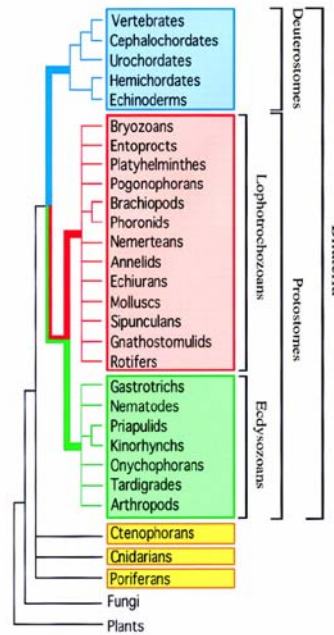 Vertebrates
Cephalochordates
Urochordates
Hemichordates
Echinoderms
Deuterostomes
Bryozoans
Entoprocts
Platyhelminthes
Pogonophorans
Brachiopods
Phoronids
Nemerteans
Annelids
Echiurans
Molluscs
Sipunculans
Gnathostomulids
Rotifers
Lophotrochozoans
Protostomes
Gastrotrichs
Nematodes
Priapulids
Kinorhynchs
Onychophorans
Tardigrades
Arthropods
Ecdysozoans
Ctenophorans
Cnidarians
Poriferans
Fungi
Plants